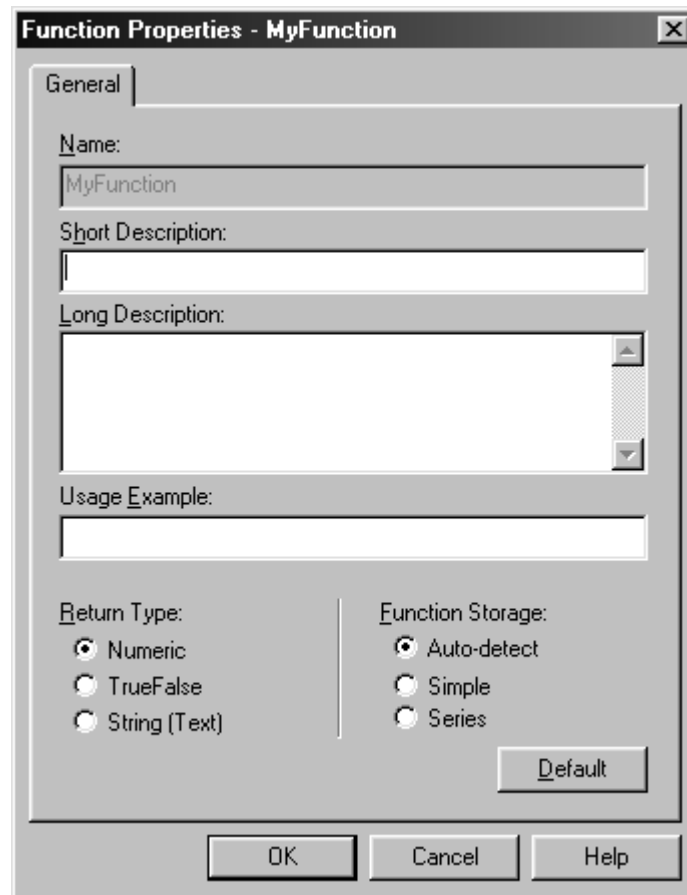 Function Properties - MyFunction
General
Name:
MyFunction
Short Description:
Long Description:
Usage Example:
Return Type:
Numeric
TrueFalse
String (Text)
Function Storage:
Auto-detect
Simple
Series
Default
OK Cancel Help